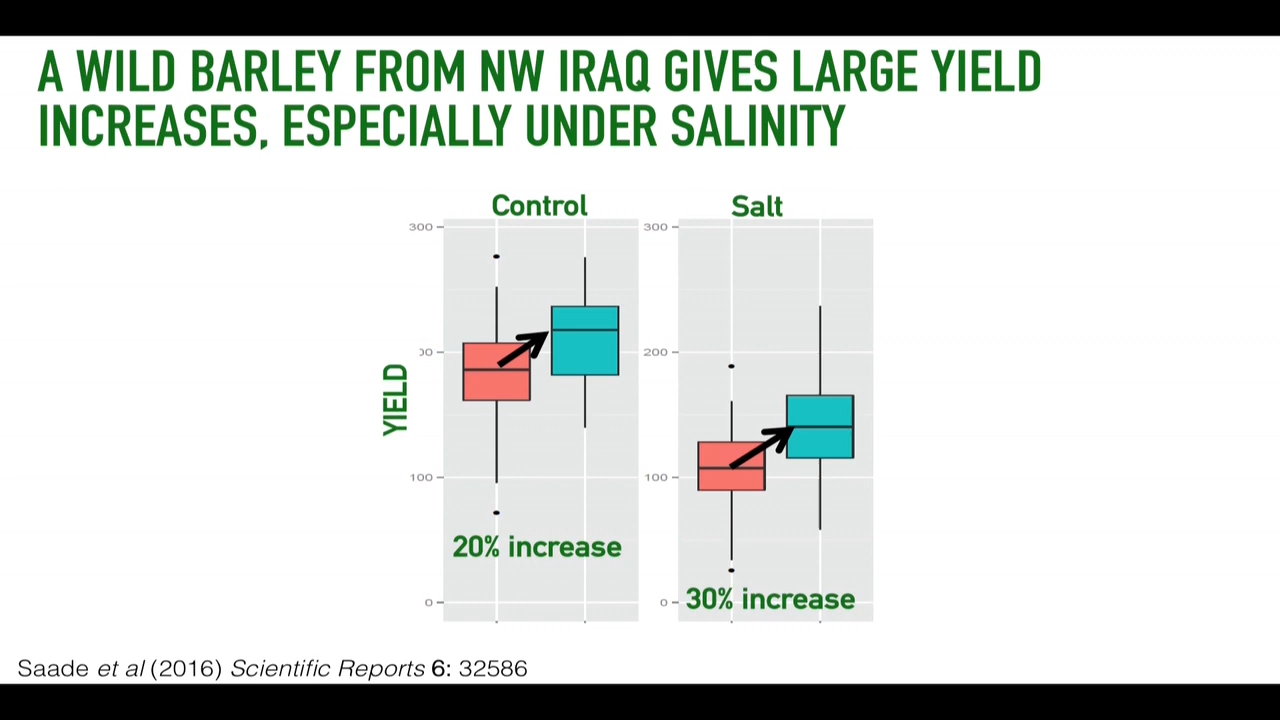 A WILD BARLEY FROM NW IRAQ GIVES LARGE YIELD
INCREASES, ESPECIALLY UNDER SALINITY
Control
Salt
YIELD
300
00
100
0
300
200
100
0
20% increase
30% increase
Saade et al (2016) Scientific Reports 6: 32586